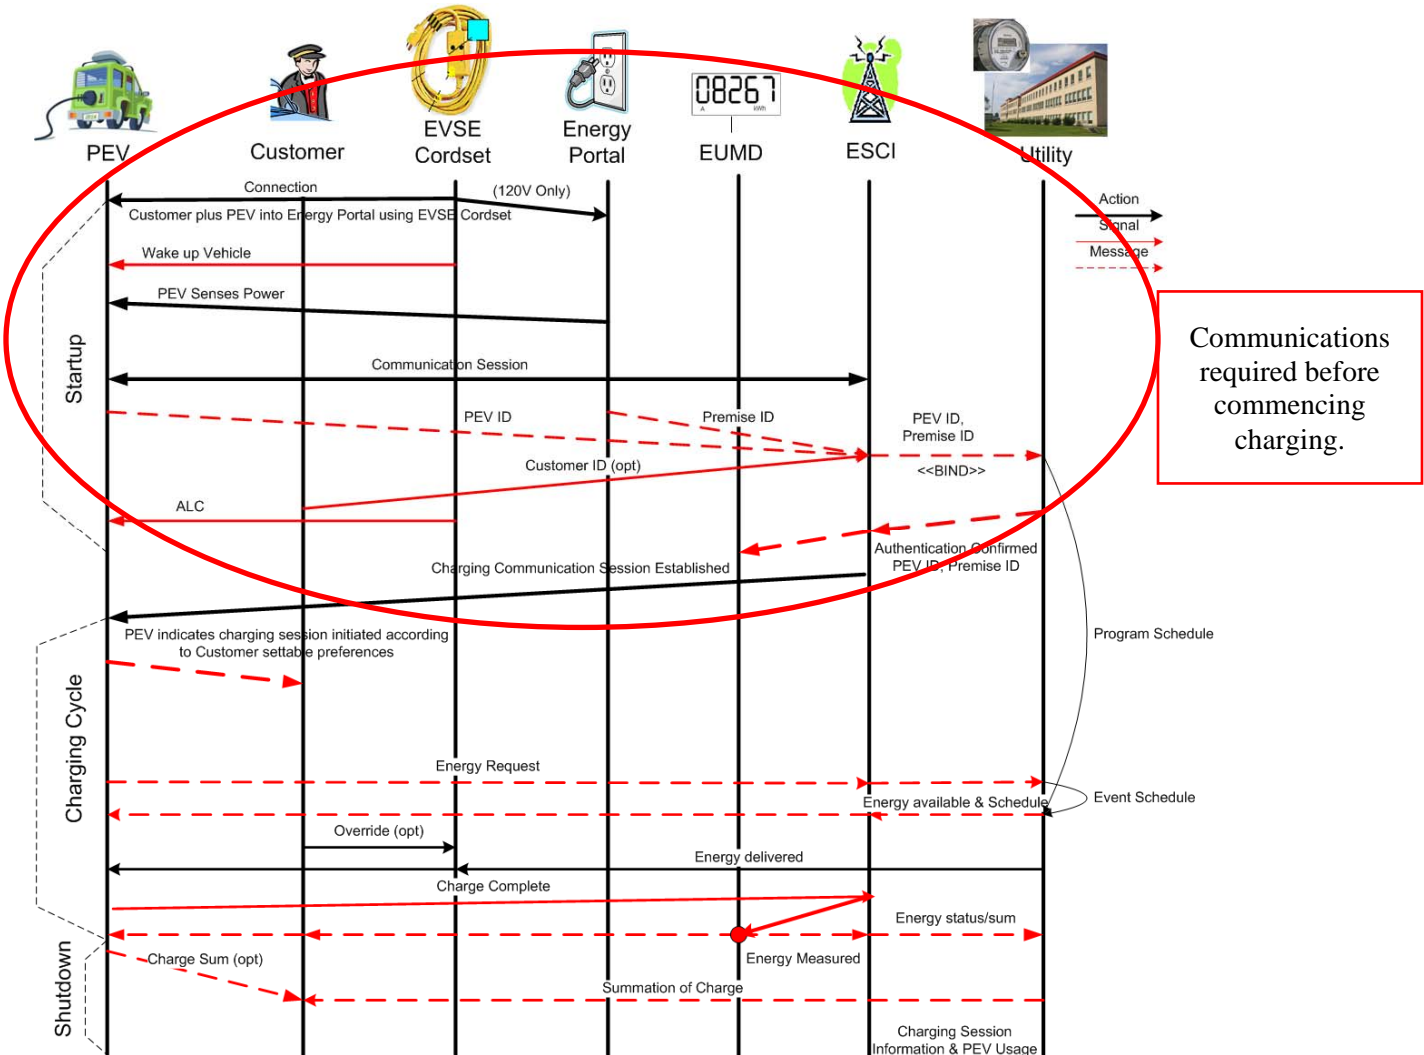 08267
A
kWh
PEV
Customer
EVSE
Cordset
Energy
Portal
EUMD
ESCI
Utility
Connection
(120V Only)
Customer plus PEV into Energy Portal using EVSE Cordset
Action
Signal
Message
Wake up Vehicle
PEV Senses Power
Startup
Communication Session
PEV ID
Premise ID
PEV ID,
Premise ID
<<BIND>>
Customer ID (opt)
ALC
Authentication Confirmed
PEV ID, Premise ID
Charging Communication Session Established
Communications
required before
commencing
charging.
PEV indicates charging session initiated according
to Customer settable preferences
Program Schedule
Charging Cycle
Energy Request
Energy available & Schedule
Event Schedule
Override (opt)
Energy delivered
Charge Complete
Energy status/sum
Energy Measured
Shutdown
Charge Sum (opt)
Summation of Charge
Charging Session
Information & PEV Usage